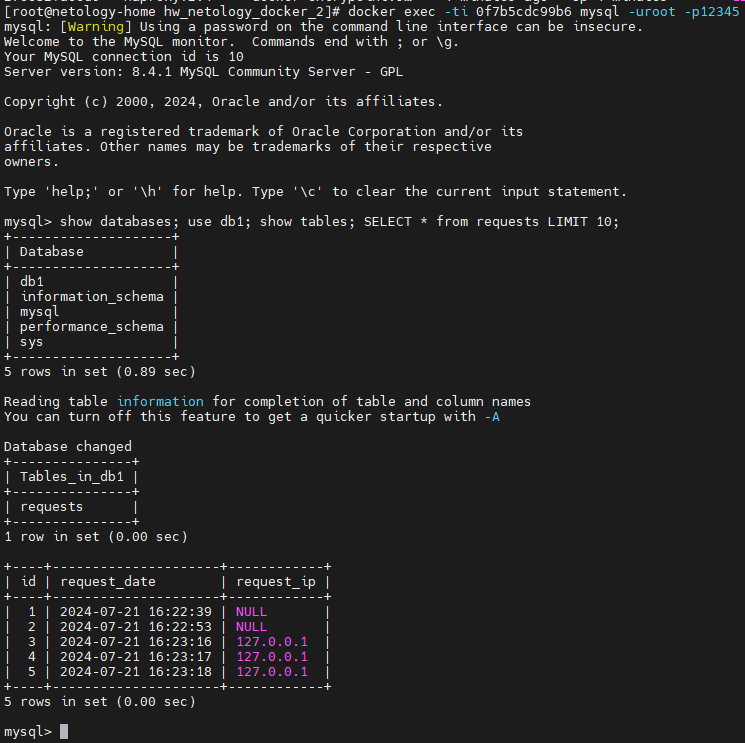 [root@netology-home hw_netology_docker_2]# docker exec -ti 0f7b5cdc99b6 mysql -uroot -p12345
mysql: [Warning] Using a password on the command line interface can be insecure.
Welcome to the MySQL monitor.  Commands end with ; or \g.
Your MySQL connection id is 10
Server version: 8.4.1 MySQL Community Server - GPL

Copyright (c) 2000, 2024, Oracle and/or its affiliates.

Oracle is a registered trademark of Oracle Corporation and/or its
affiliates. Other names may be trademarks of their respective
owners.

Type 'help;' or '\h' for help. Type '\c' to clear the current input statement.

mysql> show databases; use db1; show tables; SELECT * from requests LIMIT 10;
+--------------------+
| Database           |
+--------------------+
| db1                |
| information_schema |
| mysql              |
| performance_schema |
| sys                |
+--------------------+
5 rows in set (0.89 sec)

Reading table information for completion of table and column names
You can turn off this feature to get a quicker startup with -A

Database changed
+---------------+
| Tables_in_db1 |
+---------------+
| requests      |
+---------------+
1 row in set (0.00 sec)

+----+---------------------+------------+
| id | request_date        | request_ip |
+----+---------------------+------------+
|  1 | 2024-07-21 16:22:39 | NULL       |
|  2 | 2024-07-21 16:22:53 | NULL       |
|  3 | 2024-07-21 16:23:16 | 127.0.0.1  |
|  4 | 2024-07-21 16:23:17 | 127.0.0.1  |
|  5 | 2024-07-21 16:23:18 | 127.0.0.1  |
+----+---------------------+------------+
5 rows in set (0.00 sec)

mysql>